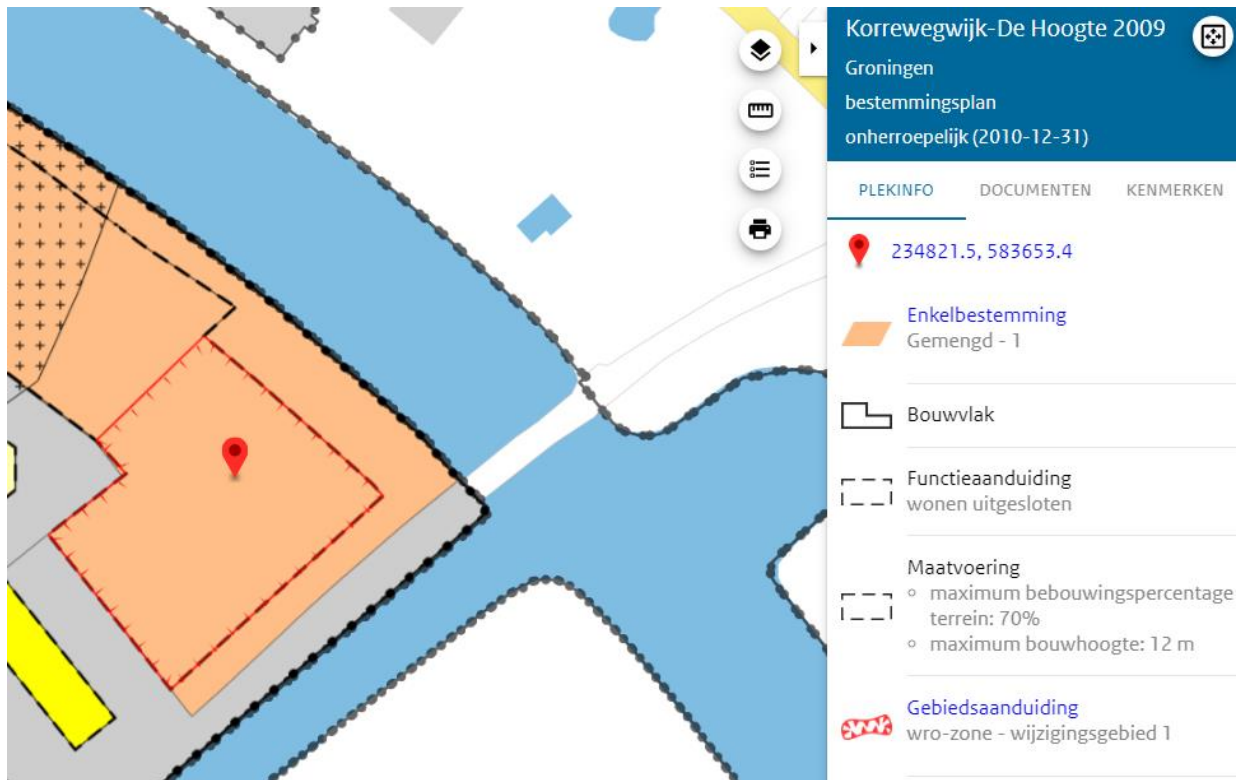 Korrewegwijk-De Hoogte 2009
Groningen
bestemmingsplan
onherroepelijk (2010-12-31)
PLEKINFO DOCUMENTEN KENMERKEN
234821.5, 583653.4
Enkelbestemming
Gemengd - 1
Bouwvlak
Functieaanduiding
wonen uitgesloten
Maatvoering
maximum bebouwingspercentage
terrein: 70%
maximum bouwhoogte: 12 m
Gebiedsaanduiding
wro-zone - wijzigingsgebied 1